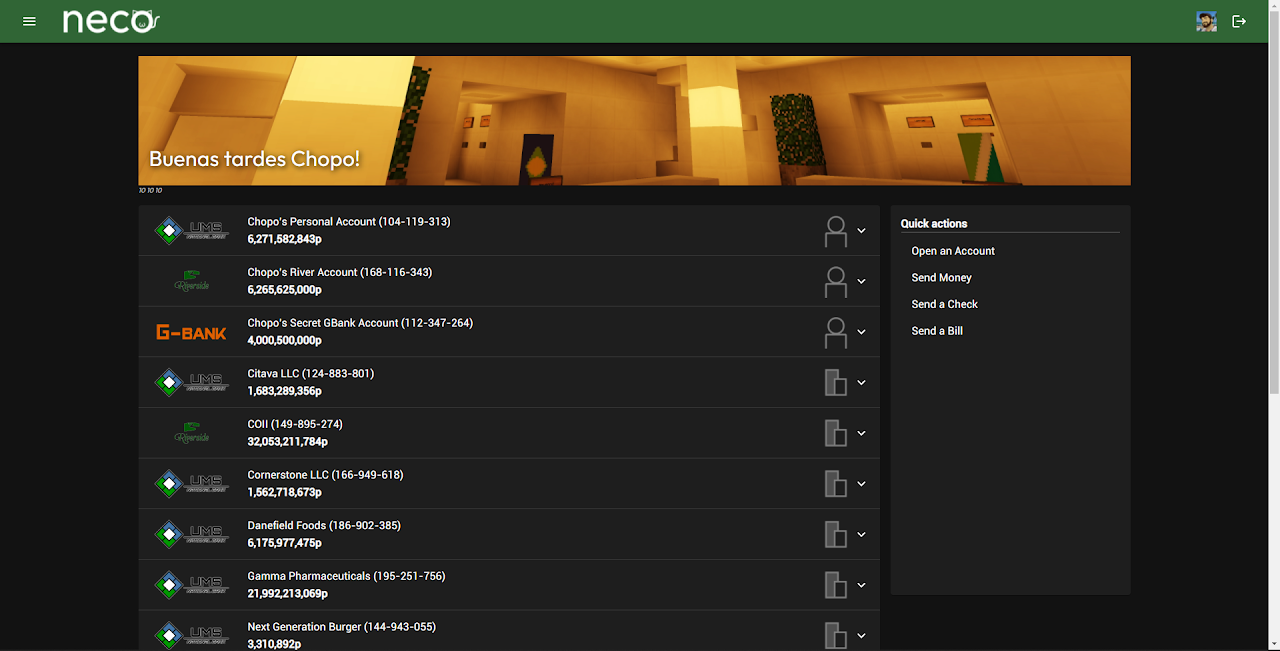 neco
Buenas tardes Chopo!
10 10 10
UMS
Chopo's Personal Account (104-119-313)
6,271,582,843p
Riverside
Chopo's River Account (168-116-343)
6,265,625,000p
G-BANK
Chopo's Secret GBank Account (112-347-264)
4,000,500,000p
UMS
Citava LLC (124-883-801)
1,683,289,356p
Riverside
COII (149-895-274)
32,053,211,784p
UMS
Cornerstone LLC (166-949-618)
1,562,718,673p
UMS
Danefield Foods (186-902-385)
6,175,977,475p
UMS
Gamma Pharmaceuticals (195-251-756)
21,992,213,069p
UMS
Next Generation Burger (144-943-055)
3,310,892p
Quick actions
Open an Account
Send Money
Send a Check
Send a Bill